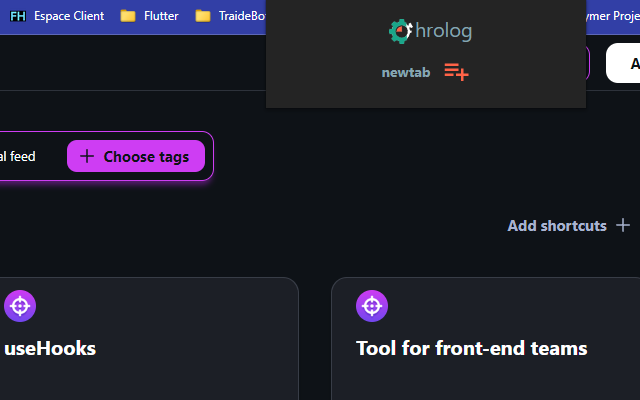 FH Espace Client Flutter TraideBo ymer Proje
hrolog
newtab
A
al feed Choose tags
Add shortcuts
useHooks Tool for front-end teams